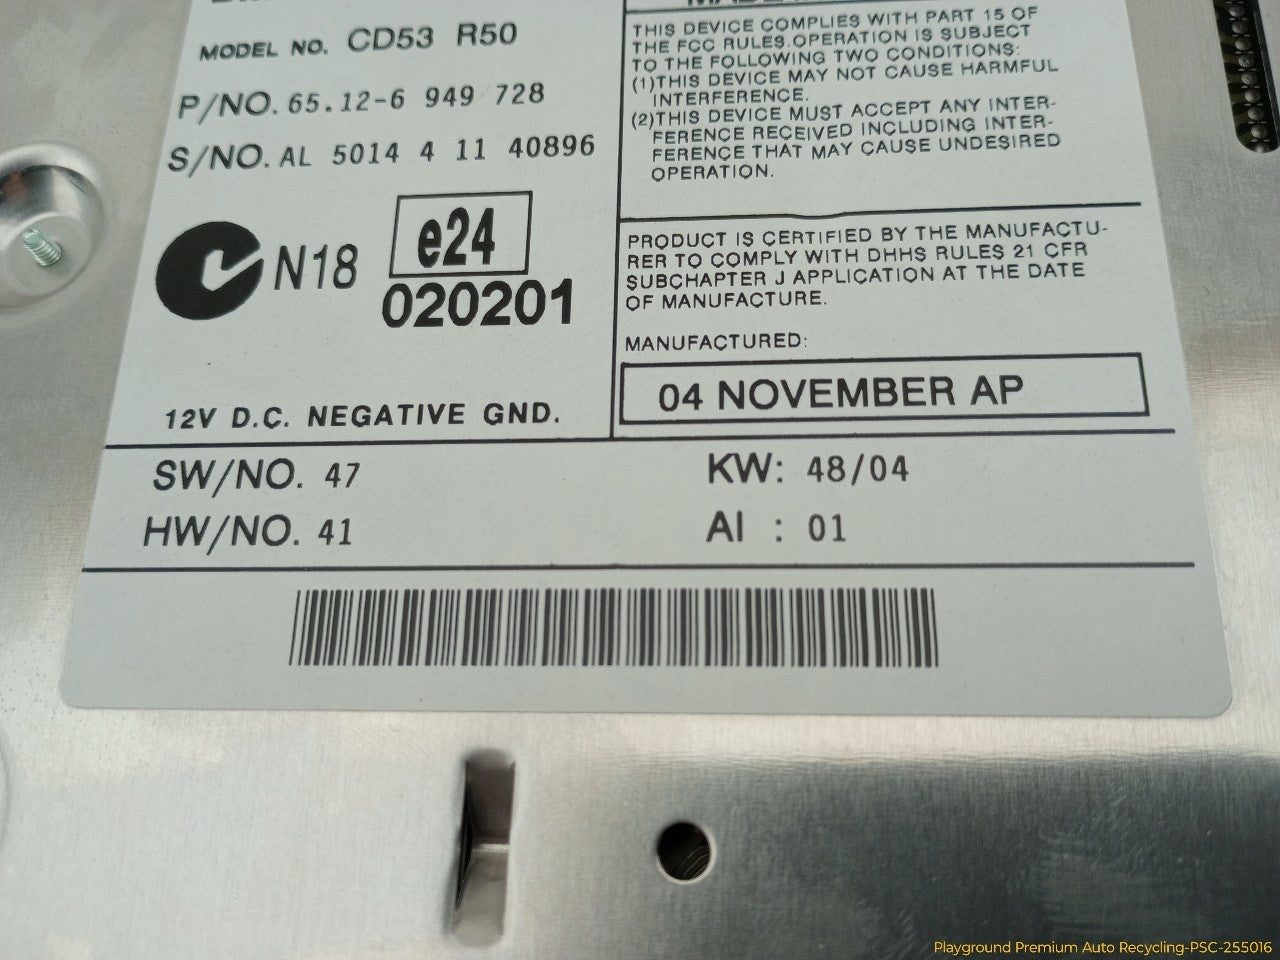 MODEL NO. CD53 R50
P/NO. 65.12-6 949 728
S/NO. AL 5014 4 11 40896
N18
e24
020201
12V D.C. NEGATIVE GND.
THIS DEVICE COMPLIES WITH PART 15 OF
THE FCC RULES.OPERATION IS SUBJECT
TO THE FOLLOWING TWO CONDITIONS:
(1)THIS DEVICE MAY NOT CAUSE HARMFUL
INTERFERENCE.
(2)THIS DEVICE MUST ACCEPT ANY INTER-
FERENCE RECEIVED INCLUDING INTER-
FERENCE THAT MAY CAUSE UNDESIRED
OPERATION.
PRODUCT IS CERTIFIED BY THE MANUFACTU-
RER TO COMPLY WITH DHHS RULES 21 CFR
SUBCHAPTER J APPLICATION AT THE DATE
OF MANUFACTURE.
MANUFACTURED:
04 NOVEMBER AP
SW/NO. 47
KW: 48/04
HW/NO. 41
AI : 01
Playground Premium Auto Recycling-PSC-255016